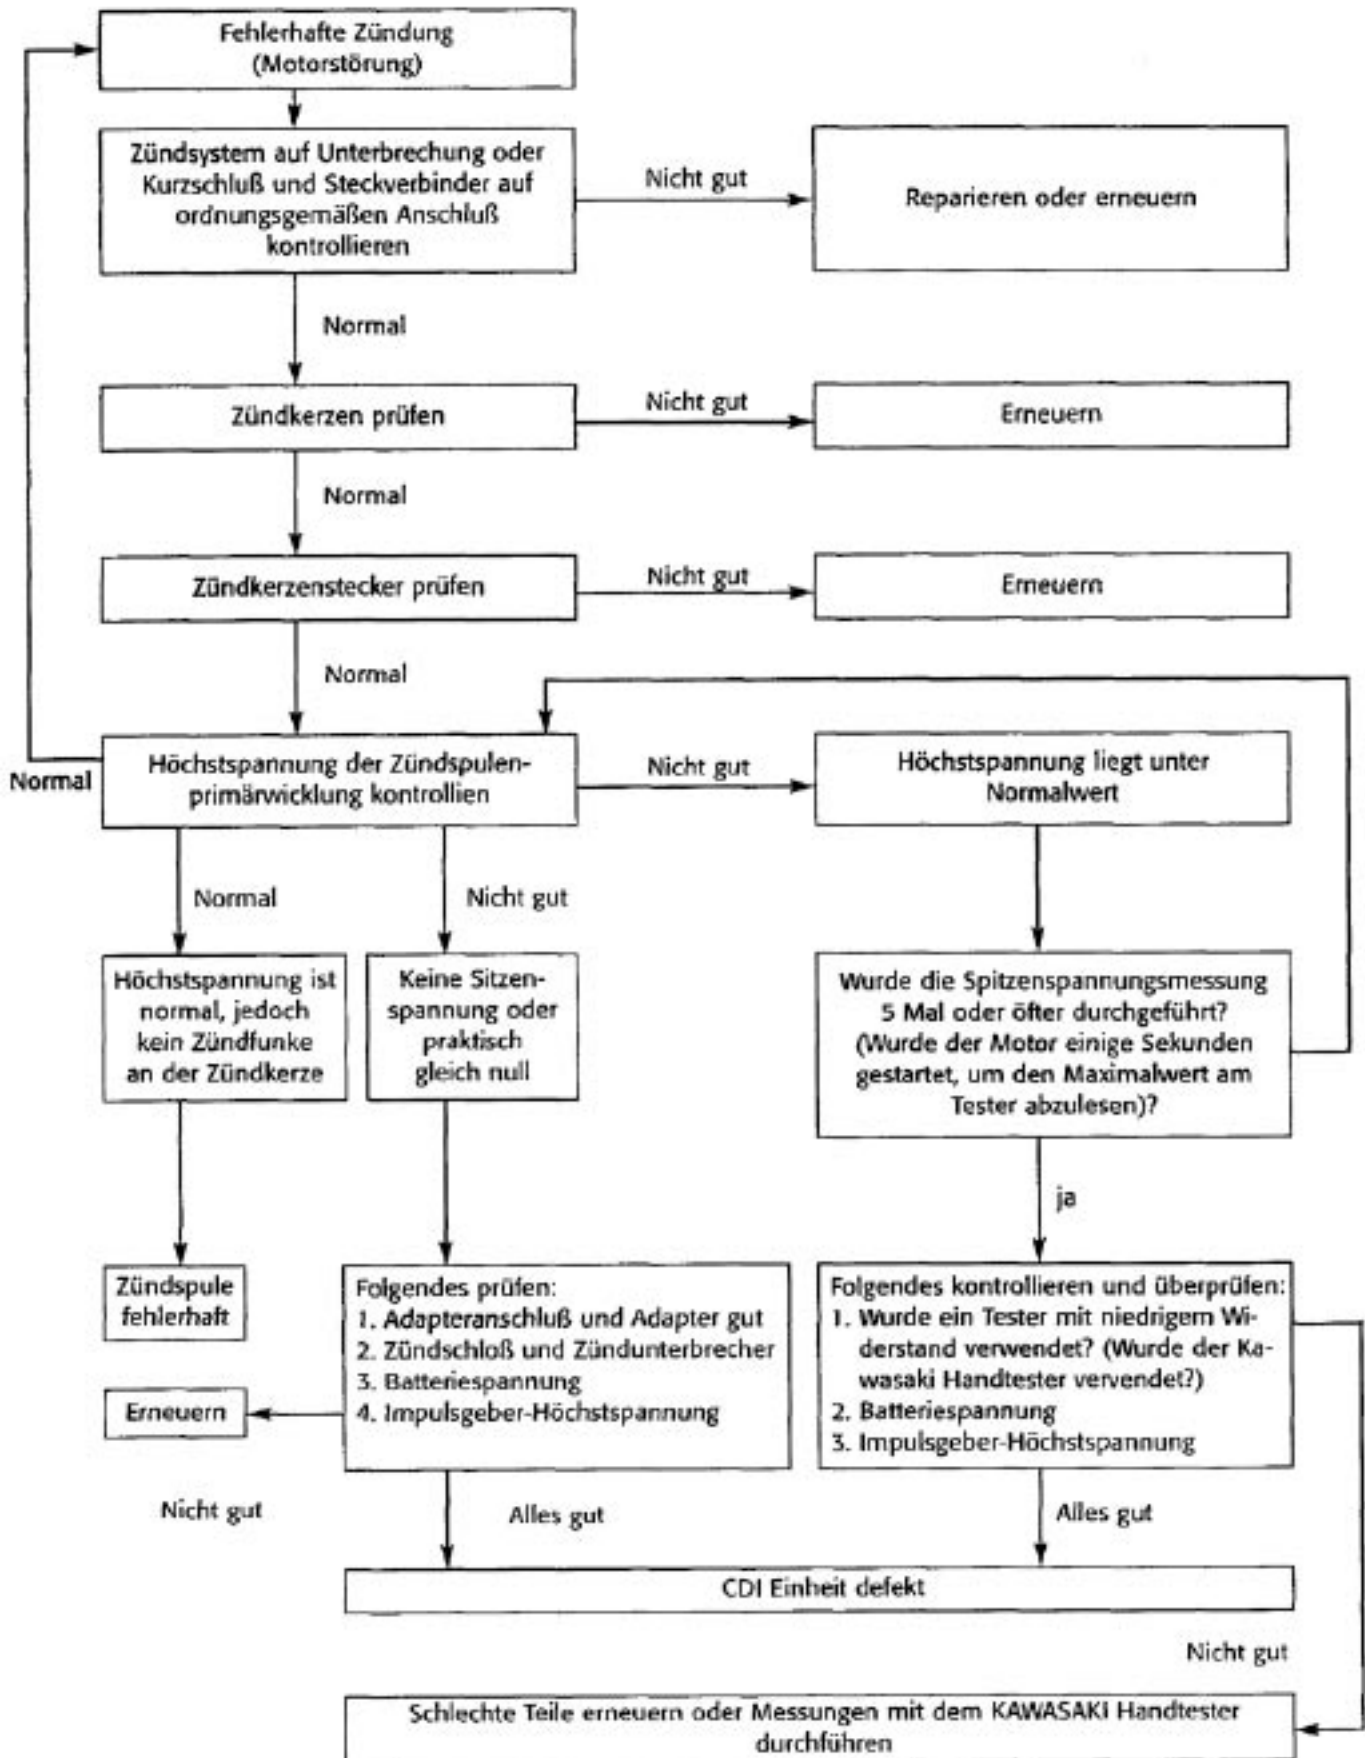 Fehlerhafte Zündung
(Motorstörung)
Zündsystem auf Unterbrechung oder
Kurzschluß und Steckverbinder auf
ordnungsgemäßen Anschluß
kontrollieren
Nicht gut
Reparieren oder erneuern
Normal
Zündkerzen prüfen
Nicht gut
Erneuern
Normal
Zündkerzenstecker prüfen
Nicht gut
Erneuern
Normal
Normal
Höchstspannung der Zündspulen-
primärwicklung kontrollien
Nicht gut
Höchstspannung liegt unter
Normalwert
Normal
Nicht gut
Höchstspannung ist
normal, jedoch
kein Zündfunke
an der Zündkerze
Keine Sitzen-
spannung oder
praktisch
gleich null
Wurde die Spitzenspannungsmessung
5 Mal oder öfter durchgeführt?
(Wurde der Motor einige Sekunden
gestartet, um den Maximalwert am
Tester abzulesen)?
ja
Zündspule
fehlerhaft
Folgendes prüfen:
1. Adapteranschluß und Adapter gut
2. Zündschloß und Zündunterbrecher
3. Batteriespannung
4. Impulsgeber-Höchstspannung
Folgendes kontrollieren und überprüfen:
1. Wurde ein Tester mit niedrigem Wi-
derstand verwendet? (Wurde der Ka-
wasaki Handtester vervendet?)
2. Batteriespannung
3. Impulsgeber-Höchstspannung
Erneuern
Nicht gut
Alles gut
Alles gut
CDI Einheit defekt
Nicht gut
Schlechte Teile erneuern oder Messungen mit dem KAWASAKI Handtester
durchführen